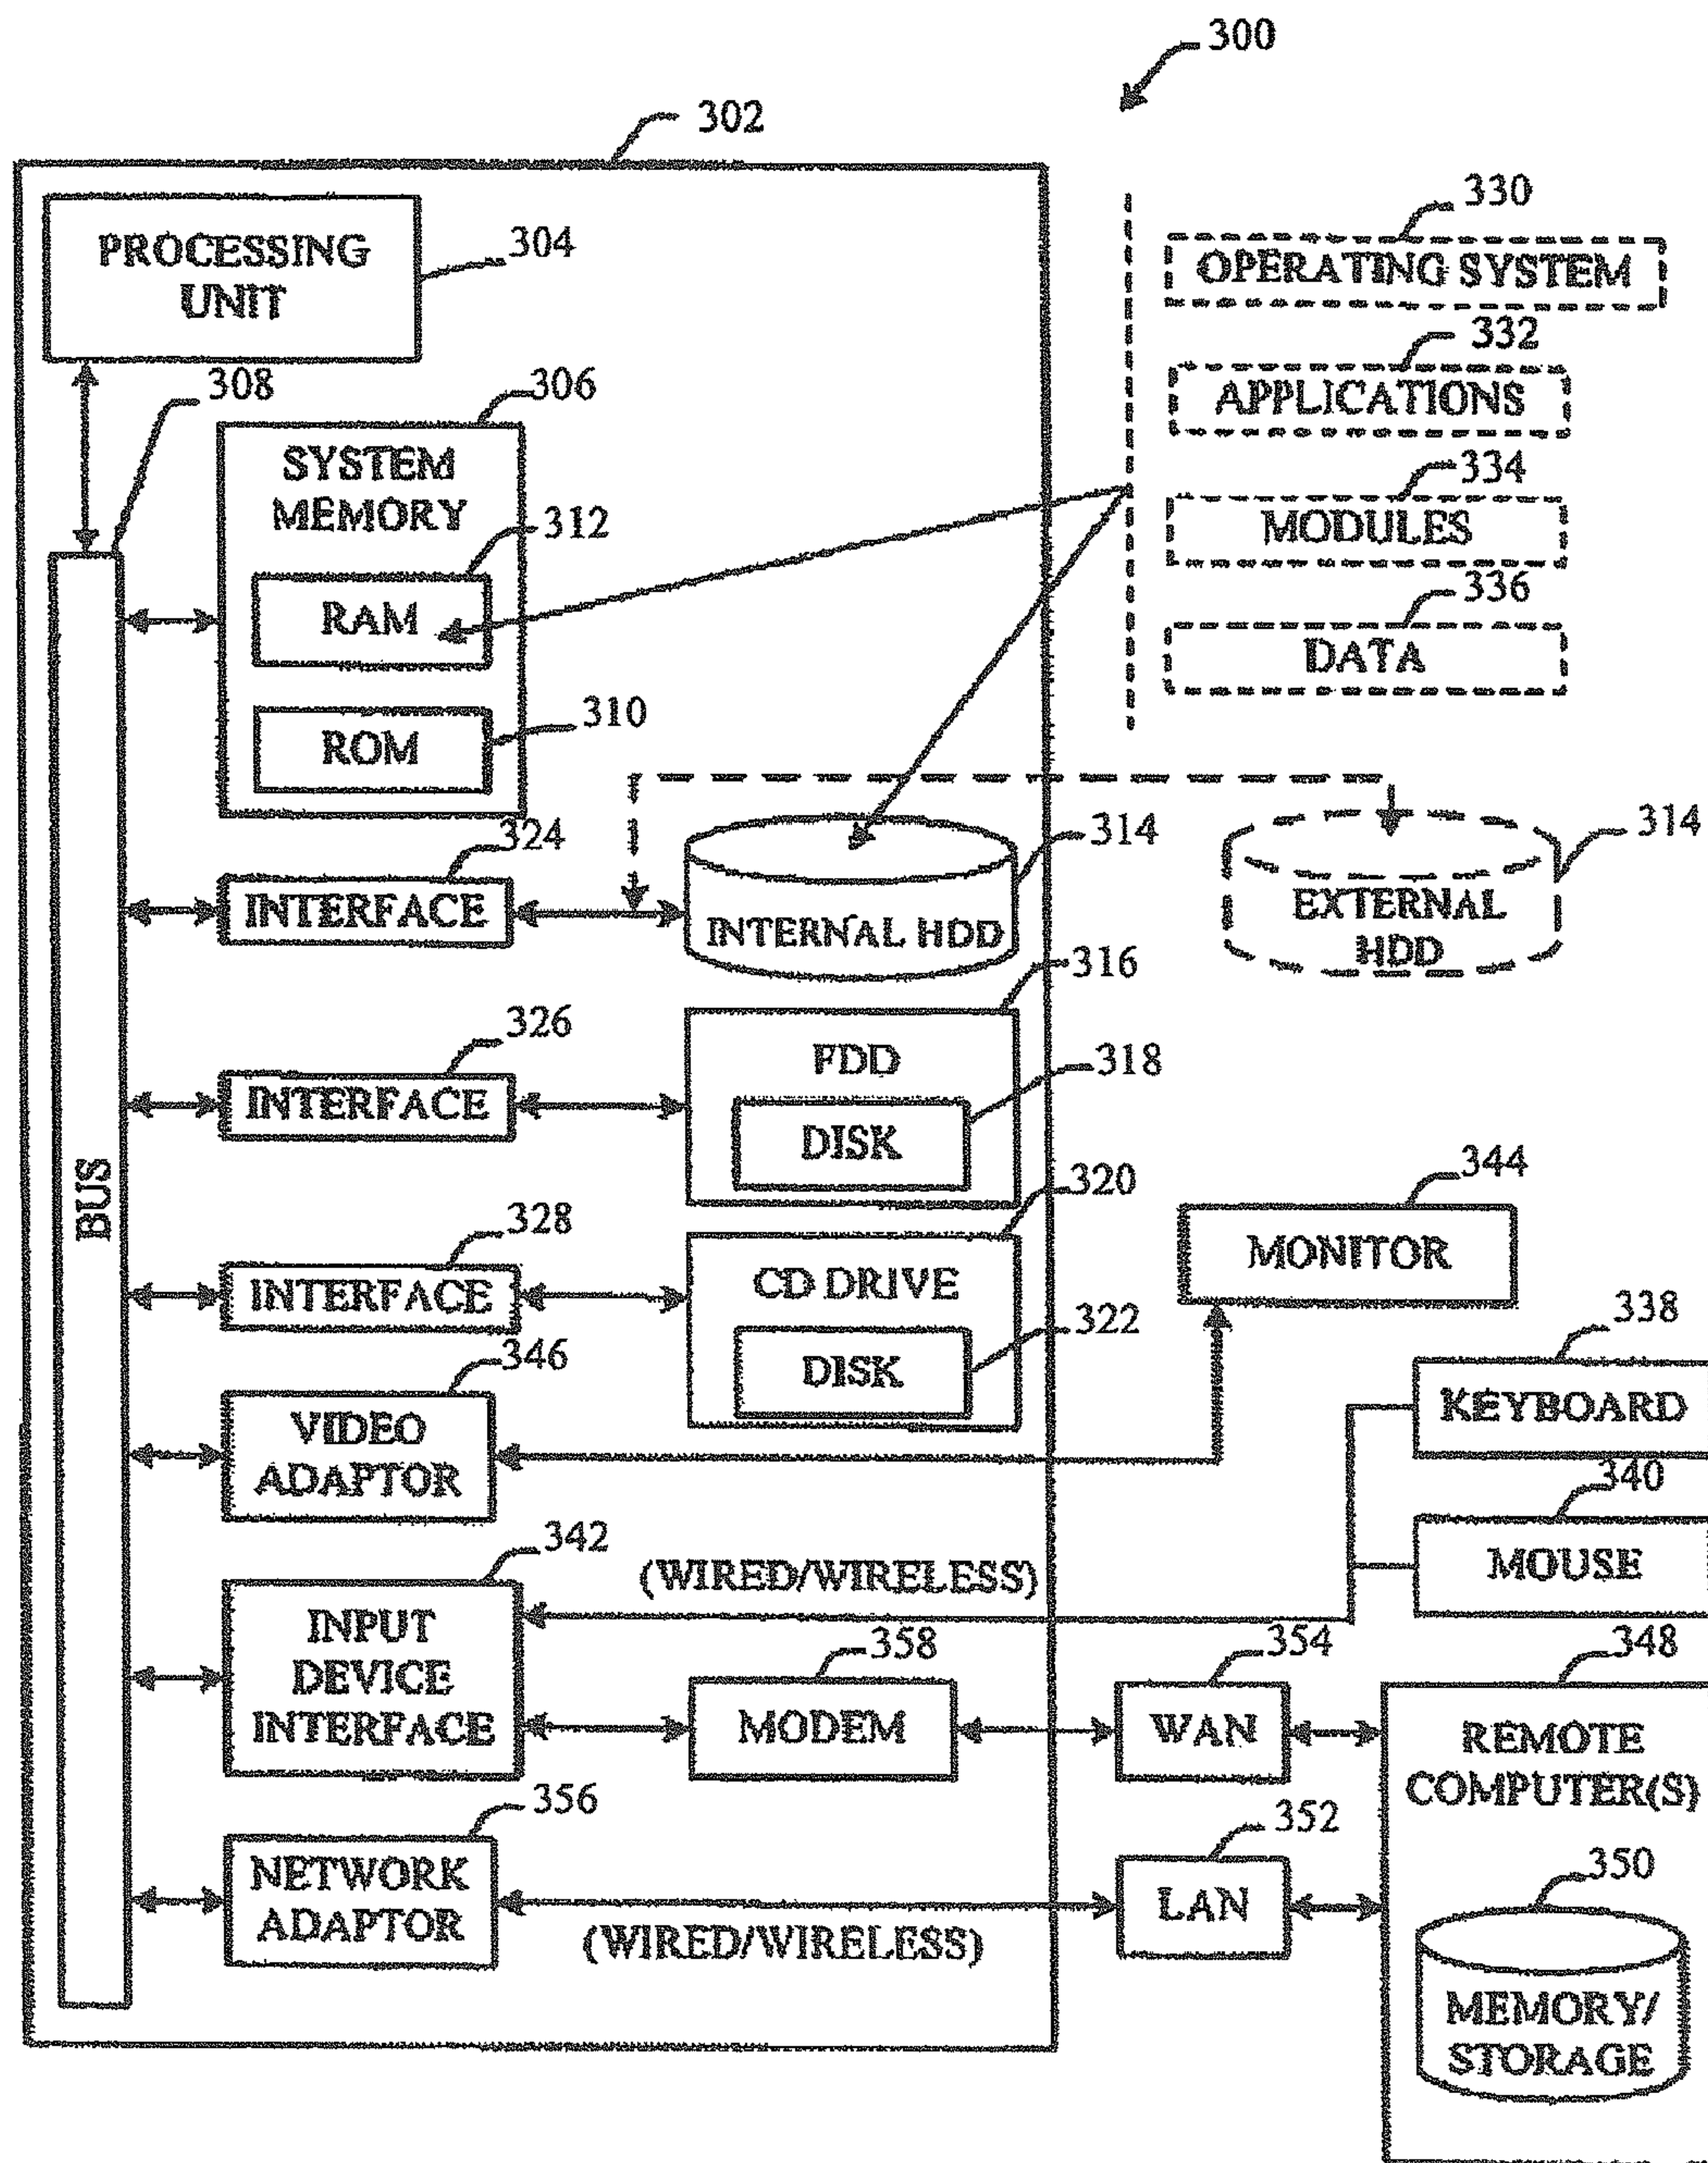 300
302
330
PROCESSING
UNIT
304
OPERATING SYSTEM
332
308
306
APPLICATIONS
SYSTEM
MEMORY
334
312
MODULES
RAM
336
DATA
310
ROM
324
314
314
INTERFACE
INTERNAL HDD
EXTERNAL
HDD
316
326
FDD
318
INTERFACE
DISK
BUS
320
344
328
MONITOR
INTERFACE
CD DRIVE
322
338
346
DISK
KEYBOARD
VIDEO
ADAPTOR
340
342
(WIRED/WIRELESS)
MOUSE
INPUT
DEVICE
INTERFACE
358
354
348
MODEM
WAN
REMOTE
COMPUTER(S)
356
352
350
NETWORK
ADAPTOR
LAN
(WIRED/WIRELESS)
MEMORY/
STORAGE